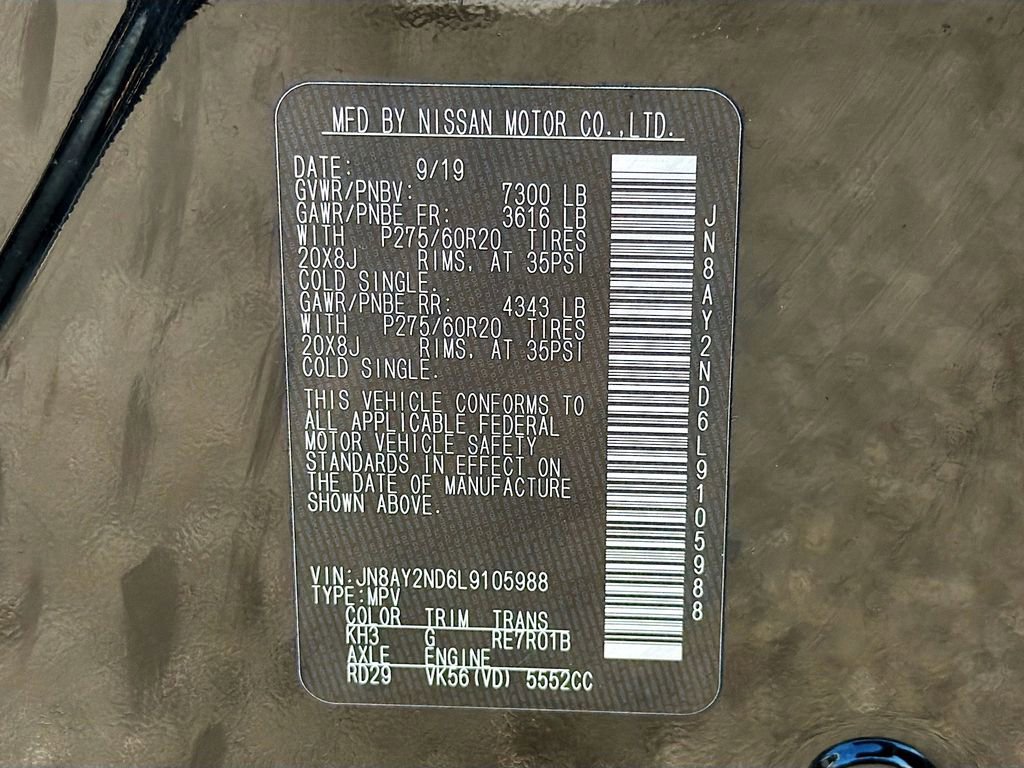 MFD BY NISSAN MOTOR CO.,LTD.
DATE: 9/19
GVWR/PNBV: 7300 LB
GAWR/PNBE FR: 3616 LB
WITH P275/60R20 TIRES
20X8J RIMS, AT 35PSI
COLD SINGLE.
GAWR/PNBE RR: 4343 LB
WITH P275/60R20 TIRES
20X8J RIMS, AT 35PSI
COLD SINGLE.
THIS VEHICLE CONFORMS TO
ALL APPLICABLE FEDERAL
MOTOR VEHICLE SAFETY
STANDARDS IN EFFECT ON
THE DATE OF MANUFACTURE
SHOWN ABOVE.
VIN:JN8AY2ND6L9105988
TYPE:MPV
COLOR TRIM TRANS
KH3 G RE7R01B
AXLE ENGINE
RD29 VK56(VD) 5552CC
JN8AY2ND6L9105988